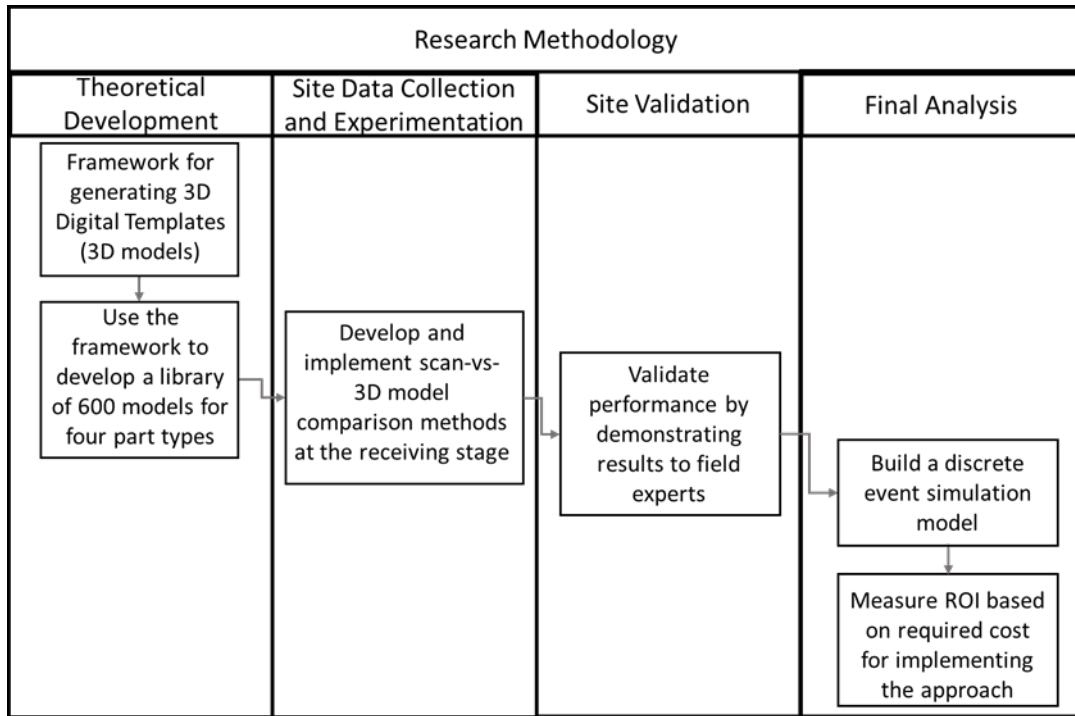 Research Methodology
Theoretical
Development
Site Data Collection
and Experimentation
Site Validation
Final Analysis
Framework for
generating 3D
Digital Templates
(3D models)
Use the
framework to
develop a library
of 600 models for
four part types
Develop and
implement scan-vs-
3D model
comparison methods
at the receiving stage
Validate
performance by
demonstrating
results to field
experts
Build a discrete
event simulation
model
Measure ROI based
on required cost
for implementing
the approach